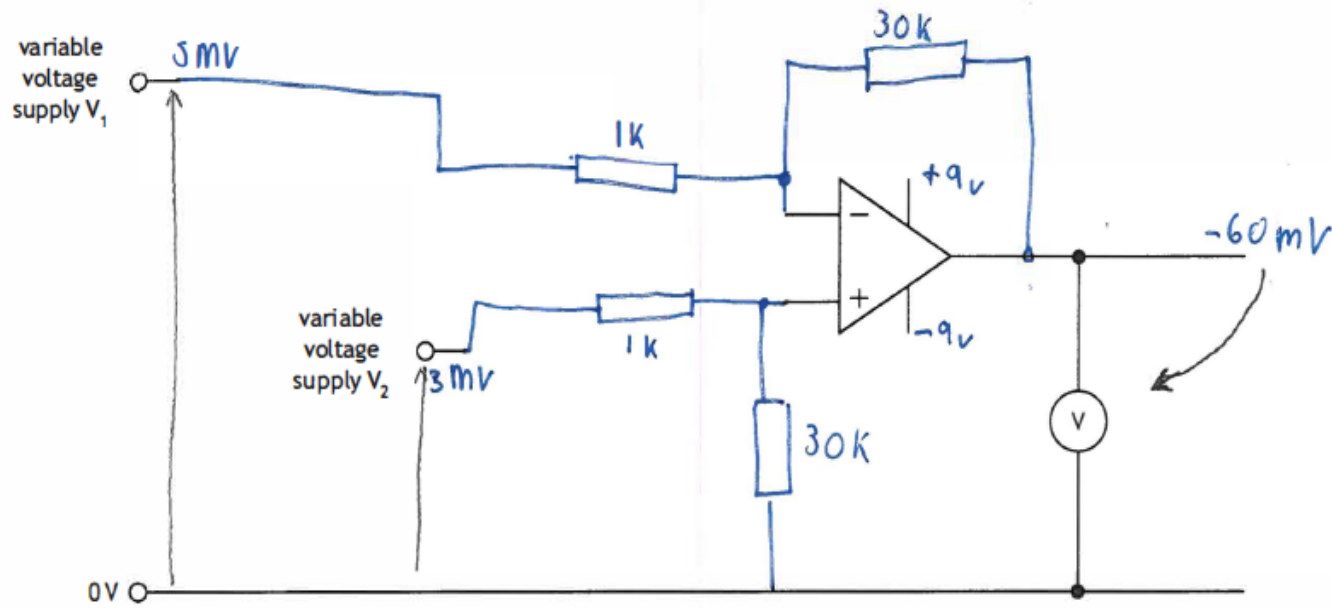 30K
variable
voltage
supply V₁
5mV
1K
+9v
−
-60mV
+
variable
voltage
supply V₂
1K
-9v
3mV
V
30K
0V